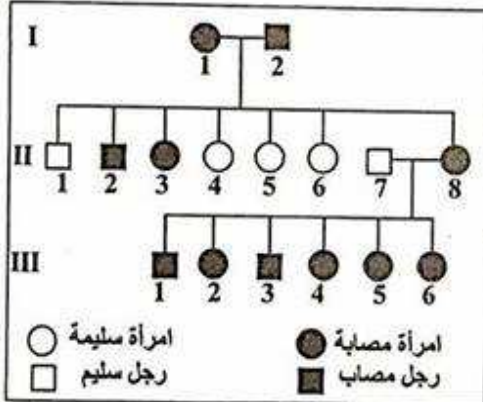 I
1 2
II
1 2 3 4 5 6 7 8
III
1 2 3 4 5 6
امرأة مصابة امرأة سليمة
رجل مصاب رجل سليم